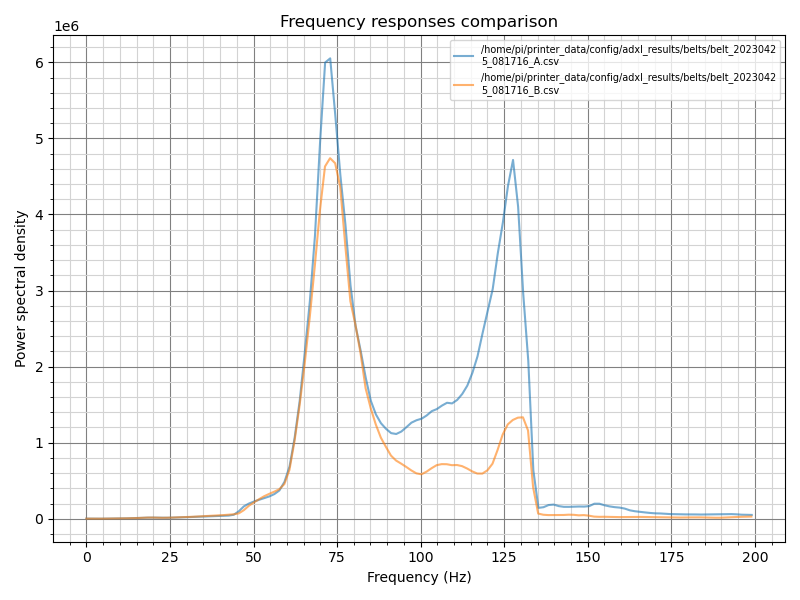 Frequency responses comparison
1e6
/home/pi/printer_data/config/adxl_results/belts/belt_2023042
5_081716_A.csv
/home/pi/printer_data/config/adxl_results/belts/belt_2023042
5_081716_B.csv
6
5
4
3
2
1
0
Power spectral density
0 25 50 75 100 125 150 175 200
Frequency (Hz)